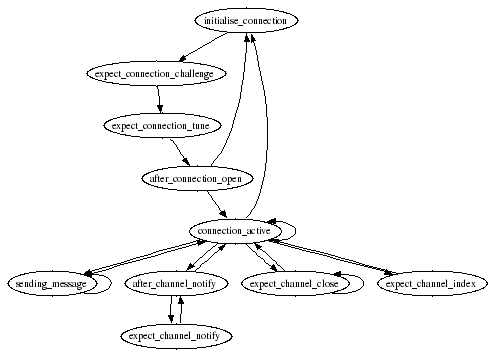 initialise_connection
expect_connection_challenge
expect_connection_tune
after_connection_open
connection_active
sending_message
after_channel_notify
expect_channel_close
expect_channel_index
expect_channel_notify